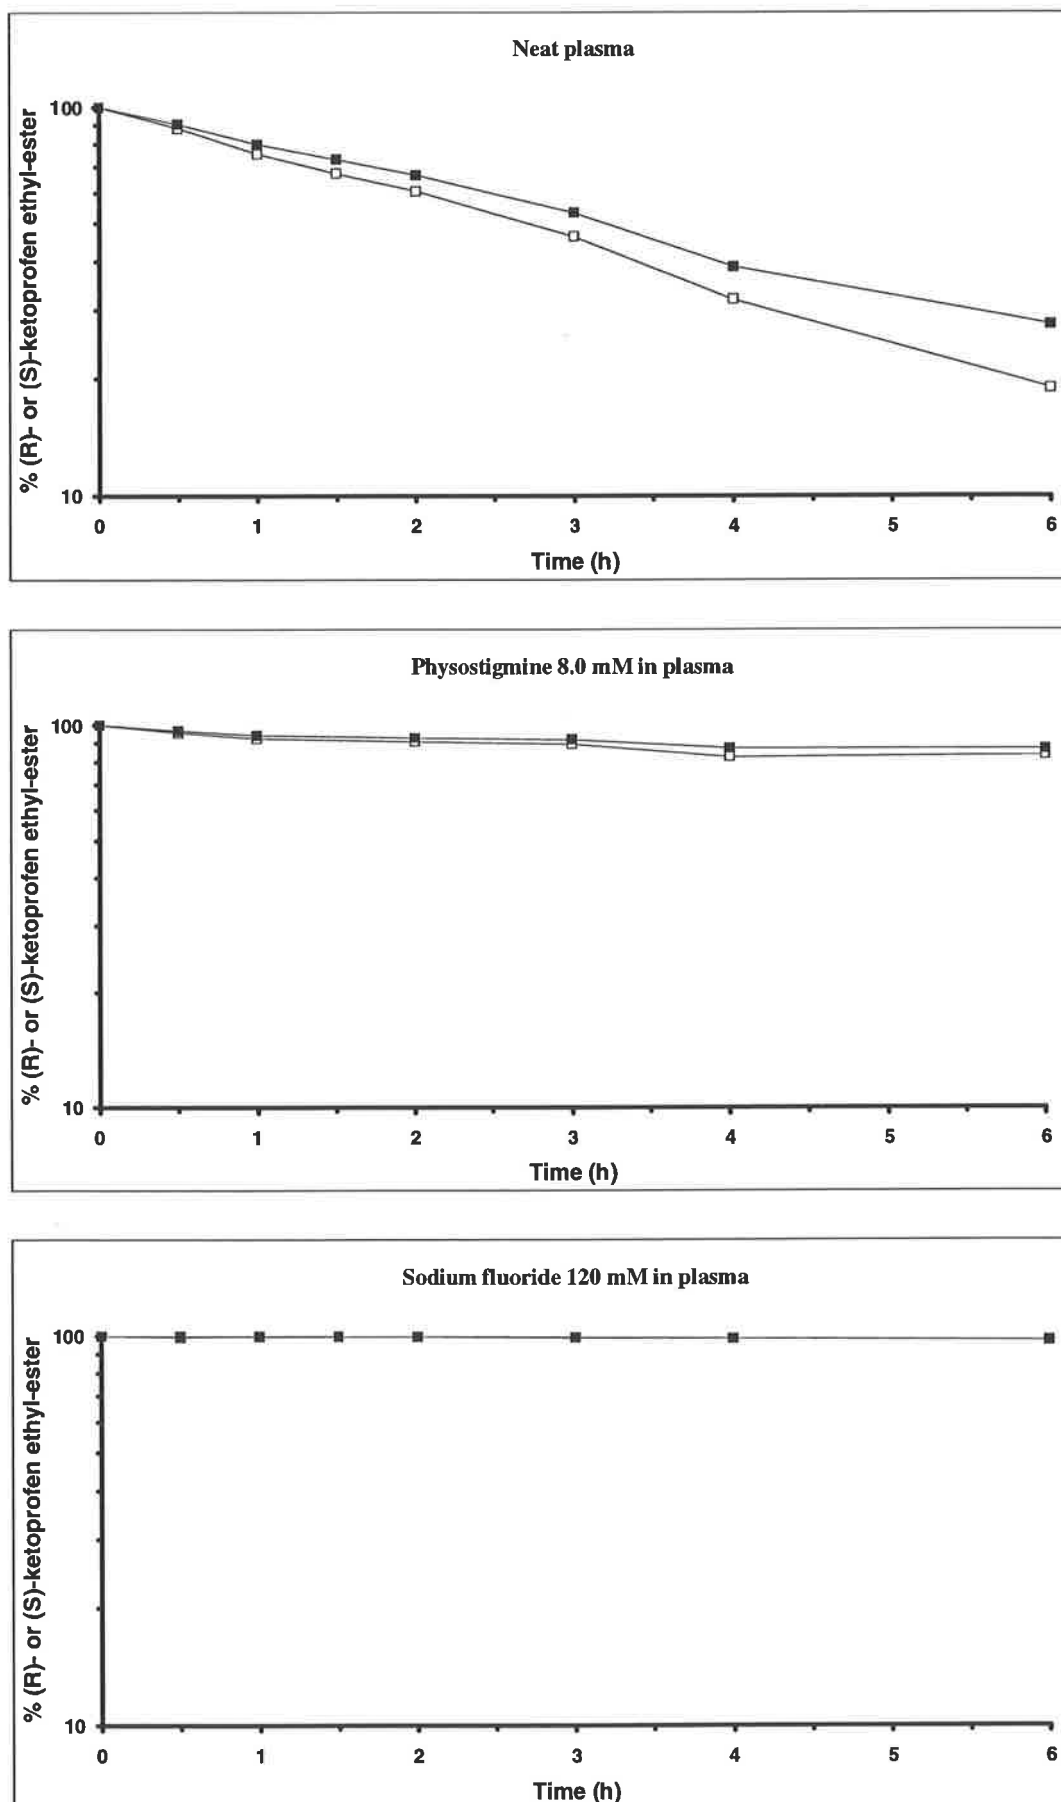 Neat plasma
% (R)- or (S)-ketoprofen ethyl-ester
100
10
0 1 2 3 4 5 6
Time (h)
Physostigmine 8.0 mM in plasma
% (R)- or (S)-ketoprofen ethyl-ester
100
10
0 1 2 3 4 5 6
Time (h)
Sodium fluoride 120 mM in plasma
% (R)- or (S)-ketoprofen ethyl-ester
100
10
0 1 2 3 4 5 6
Time (h)